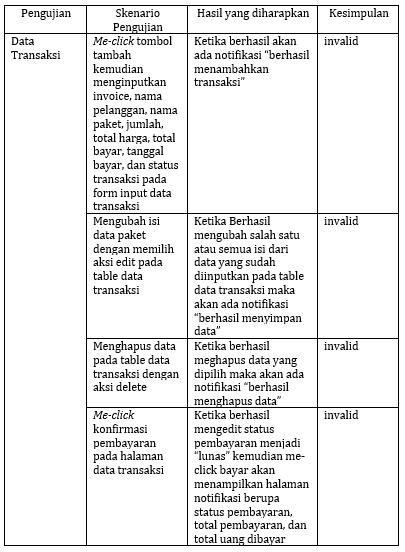 Pengujian
Skenario
Pengujian
Hasil yang diharapkan
Kesimpulan
Data
Transaksi
Me-click tombol
tambah
kemudian
menginputkan
invoice, nama
pelanggan, nama
paket, jumlah,
total harga, total
bayar, tanggal
bayar, dan status
transaksi pada
form input data
transaksi
Ketika berhasil akan
ada notifikasi “berhasil
menambahkan
transaksi”
invalid
Mengubah isi
data paket
dengan memilih
aksi edit pada
table data
transaksi
Ketika Berhasil
mengubah salah satu
atau semua isi dari
data yang sudah
diinputkan pada table
data transaksi maka
akan ada notifikasi
“berhasil menyimpan
data”
invalid
Menghapus data
pada table data
transaksi dengan
aksi delete
Ketika berhasil
meghapus data yang
dipilih maka akan ada
notifikasi “berhasil
menghapus data”
invalid
Me-click
konfirmasi
pembayaran
pada halaman
data transaksi
Ketika berhasil
mengedit status
pembayaran menjadi
“lunas” kemudian me-
click bayar akan
menampilkan halaman
notifikasi berupa
status pembayaran,
total pembayaran, dan
total uang dibayar
invalid